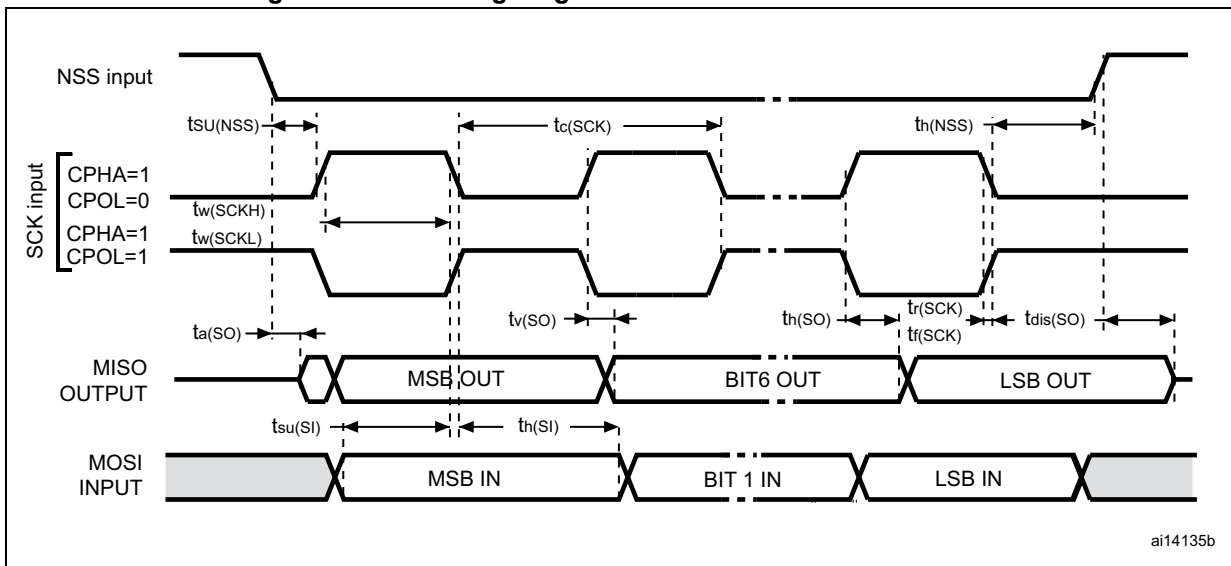 NSS input
tSU(NSS)
tc(SCK)
th(NSS)
SCK input
CPHA=1
CPOL=0
tw(SCKH)
CPHA=1
tw(SCKL)
CPOL=1
ta(SO)
tv(SO)
th(SO)
tr(SCK)
tf(SCK)
tdis(SO)
MISO
OUTPUT
MSB OUT
BIT6 OUT
LSB OUT
tsu(SI)
th(SI)
MOSI
INPUT
MSB IN
BIT 1 IN
LSB IN
ai14135b